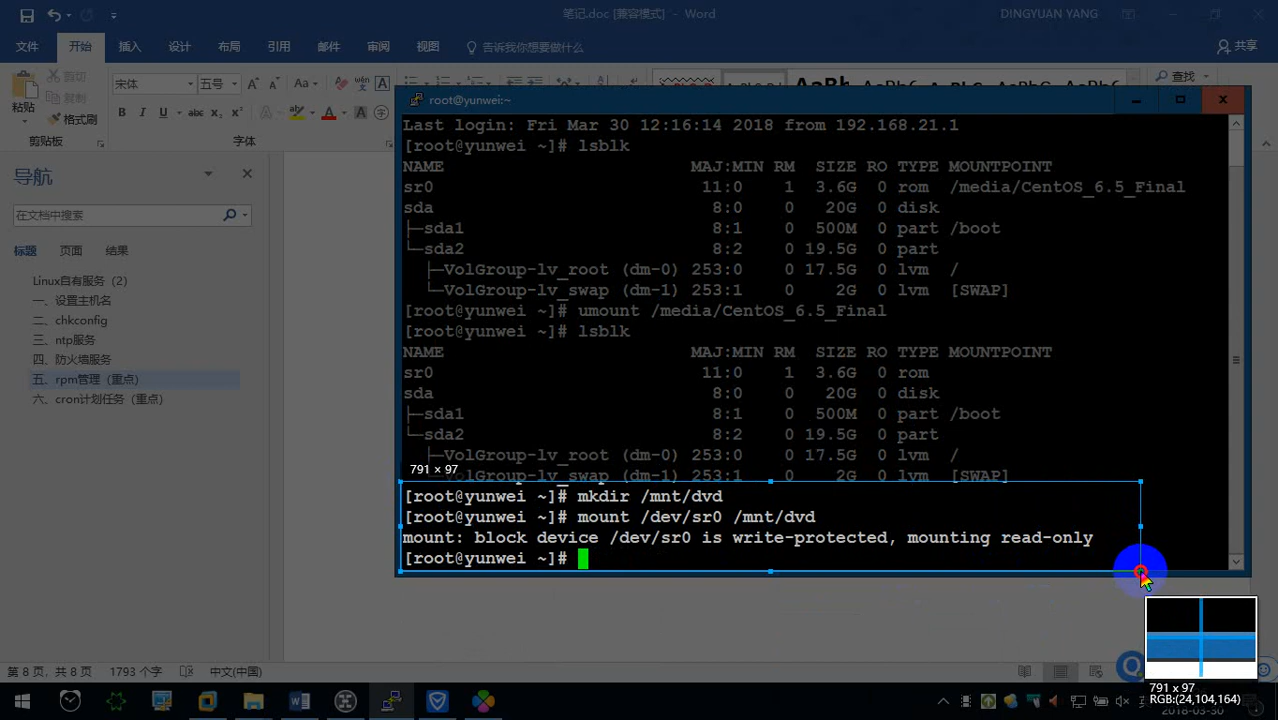 笔记.doc [兼容模式] - Word
DINGYUAN YANG
文件 开始 插入 设计 布局 引用 邮件 审阅 视图 告诉我你想要做什么 共享
粘贴
剪切
复制
格式刷
剪贴板
宋体 五号
字体
查找
导航
在文档中搜索
标题 页面 结果
Linux自有服务（2）
一、设置主机名
二、chkconfig
三、ntp服务
四、防火墙服务
五、rpm管理（重点）
六、cron计划任务（重点）
root@yunwei:~
Last login: Fri Mar 30 12:16:14 2018 from 192.168.21.1
[root@yunwei ~]# lsblk
NAME MAJ:MIN RM SIZE RO TYPE MOUNTPOINT
sr0 11:0 1 3.6G 0 rom /media/CentOS_6.5_Final
sda 8:0 0 20G 0 disk
├─sda1 8:1 0 500M 0 part /boot
└─sda2 8:2 0 19.5G 0 part
├─VolGroup-lv_root (dm-0) 253:0 0 17.5G 0 lvm /
└─VolGroup-lv_swap (dm-1) 253:1 0 2G 0 lvm [SWAP]
[root@yunwei ~]# umount /media/CentOS_6.5_Final
[root@yunwei ~]# lsblk
NAME MAJ:MIN RM SIZE RO TYPE MOUNTPOINT
sr0 11:0 1 3.6G 0 rom
sda 8:0 0 20G 0 disk
├─sda1 8:1 0 500M 0 part /boot
└─sda2 8:2 0 19.5G 0 part
├─VolGroup-lv_root (dm-0) 253:0 0 17.5G 0 lvm /
└─VolGroup-lv_swap (dm-1) 253:1 0 2G 0 lvm [SWAP]
791 × 97
[root@yunwei ~]# mkdir /mnt/dvd
[root@yunwei ~]# mount /dev/sr0 /mnt/dvd
mount: block device /dev/sr0 is write-protected, mounting read-only
[root@yunwei ~]#
第 8 页，共 8 页 1793 个字 中文(中国)
791 x 97
RGB:(24,104,164)
2018-03-30